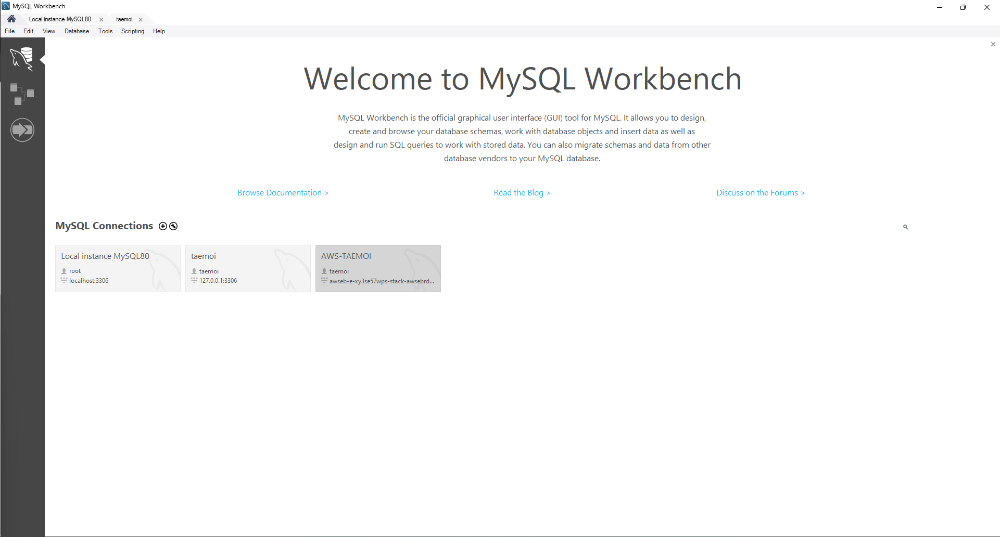 MySQL Workbench
Local instance MySQL80 taemoi
File Edit View Database Tools Scripting Help
Welcome to MySQL Workbench
MySQL Workbench is the official graphical user interface (GUI) tool for MySQL. It allows you to design,
create and browse your database schemas, work with database objects and insert data as well as
design and run SQL queries to work with stored data. You can also migrate schemas and data from other
database vendors to your MySQL database.
Browse Documentation > Read the Blog > Discuss on the Forums >
MySQL Connections
Local instance MySQL80
root
localhost:3306
taemoi
taemoi
127.0.0.1:3306
AWS-TAEMOI
taemoi
awseb-e-xy3se57wps-stack-awsebrd...